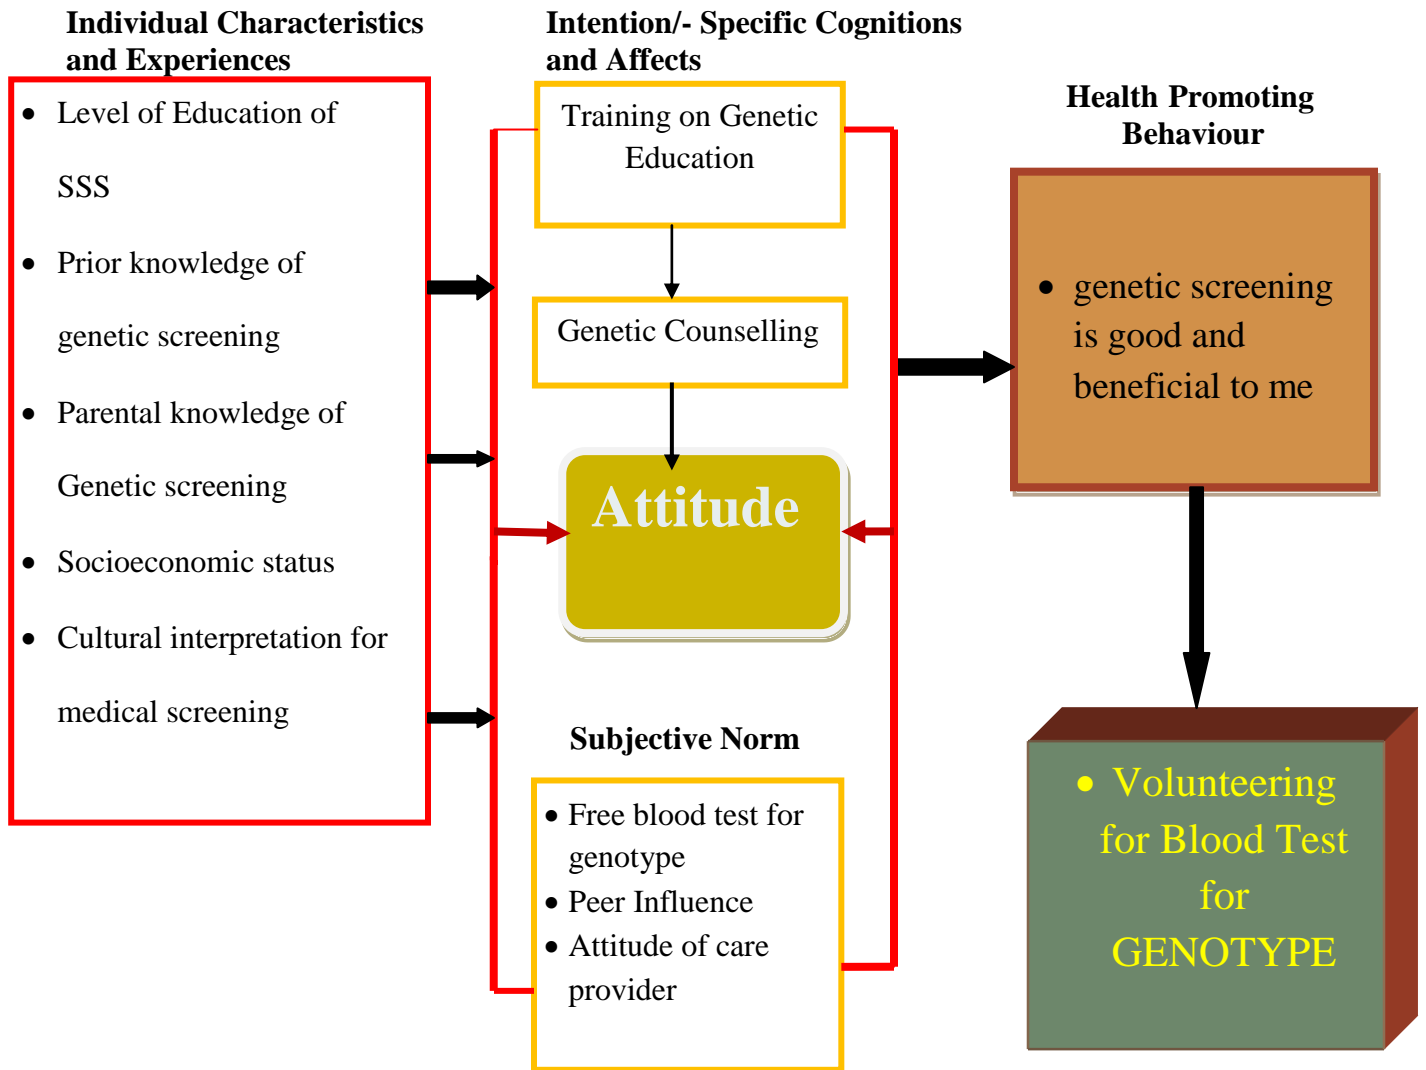 Individual Characteristics
and Experiences
• Level of Education of
SSS
• Prior knowledge of
genetic screening
• Parental knowledge of
Genetic screening
• Socioeconomic status
• Cultural interpretation for
medical screening
Intention/- Specific Cognitions
and Affects
Training on Genetic
Education
Genetic Counselling
Attitude
Subjective Norm
• Free blood test for
genotype
• Peer Influence
• Attitude of care
provider
Health Promoting
Behaviour
• genetic screening
is good and
beneficial to me
• Volunteering
for Blood Test
for
GENOTYPE